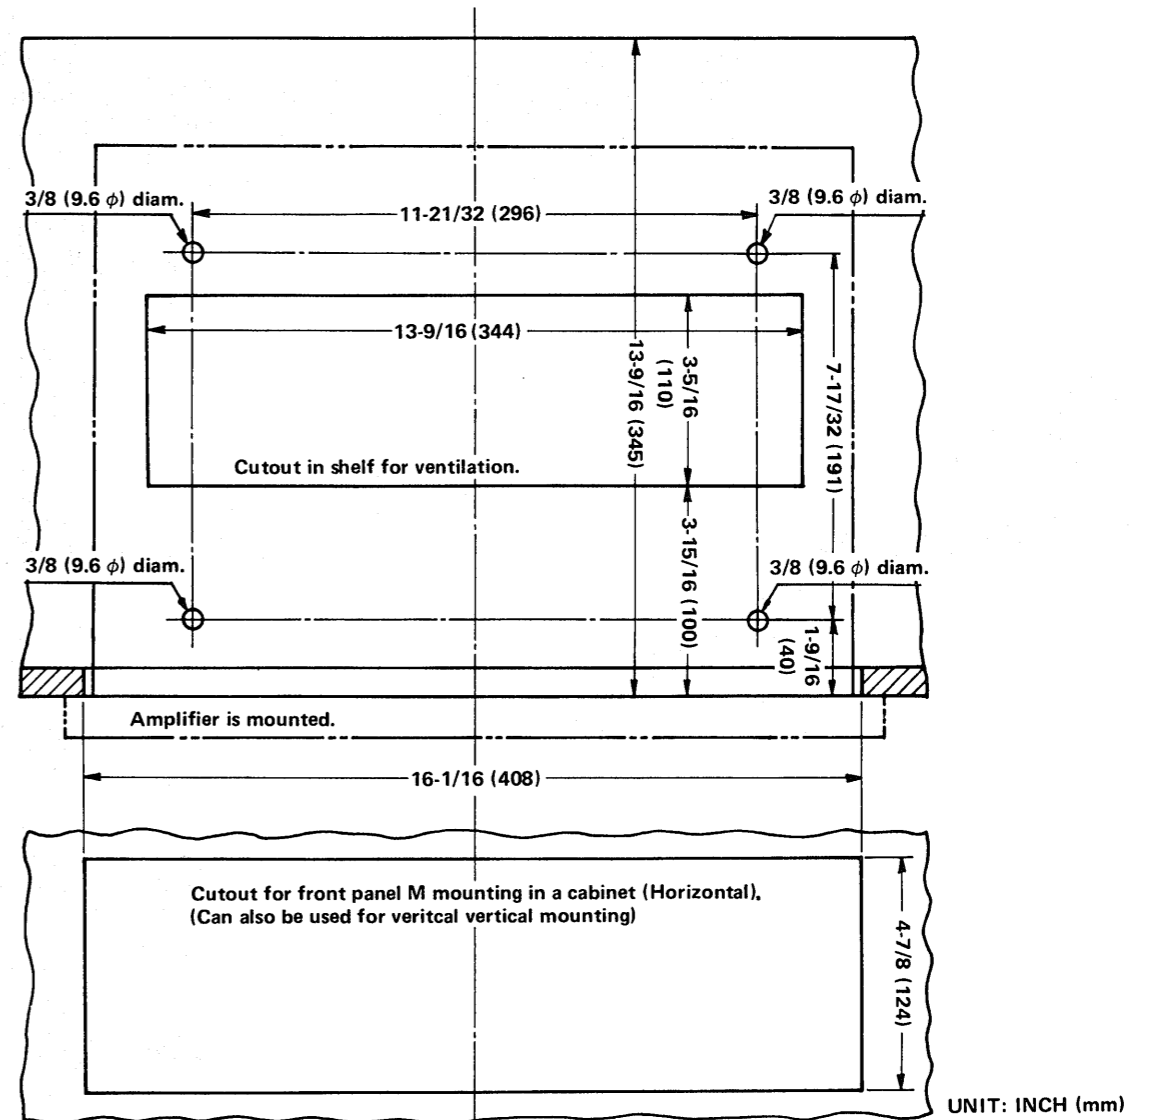 3/8 (9.6 φ) diam.
3/8 (9.6 φ) diam.
11-21/32 (296)
13-9/16 (344)
13-9/16 (345)
3-5/16
(110)
7-17/32 (191)
Cutout in shelf for ventilation.
3-15/16 (100)
3/8 (9.6 φ) diam.
3/8 (9.6 φ) diam.
1-9/16
(40)
Amplifier is mounted.
16-1/16 (408)
Cutout for front panel M mounting in a cabinet (Horizontal).
(Can also be used for veritcal vertical mounting)
4-7/8 (124)
UNIT: INCH (mm)